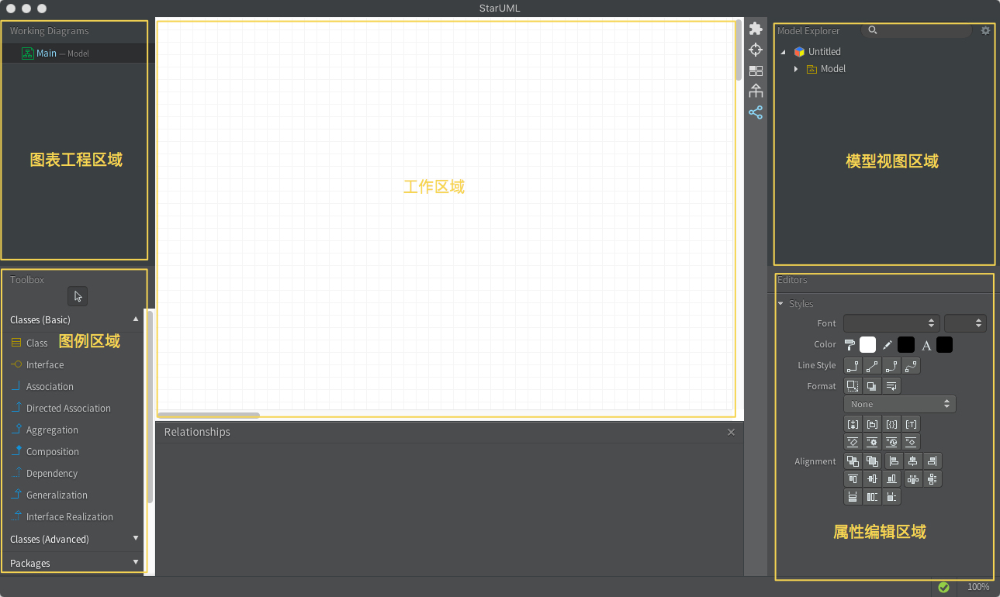 StarUML
Working Diagrams
Main — Model
图表工程区域
工作区域
Model Explorer
Untitled
Model
模型视图区域
Toolbox
Classes (Basic)
Class
图例区域
Interface
Association
Directed Association
Aggregation
Composition
Dependency
Generalization
Interface Realization
Classes (Advanced)
Packages
Relationships
Editors
Styles
Font
Color
A
Line Style
Format
None
[#] [{}] [:T]
Alignment
属性编辑区域
100%